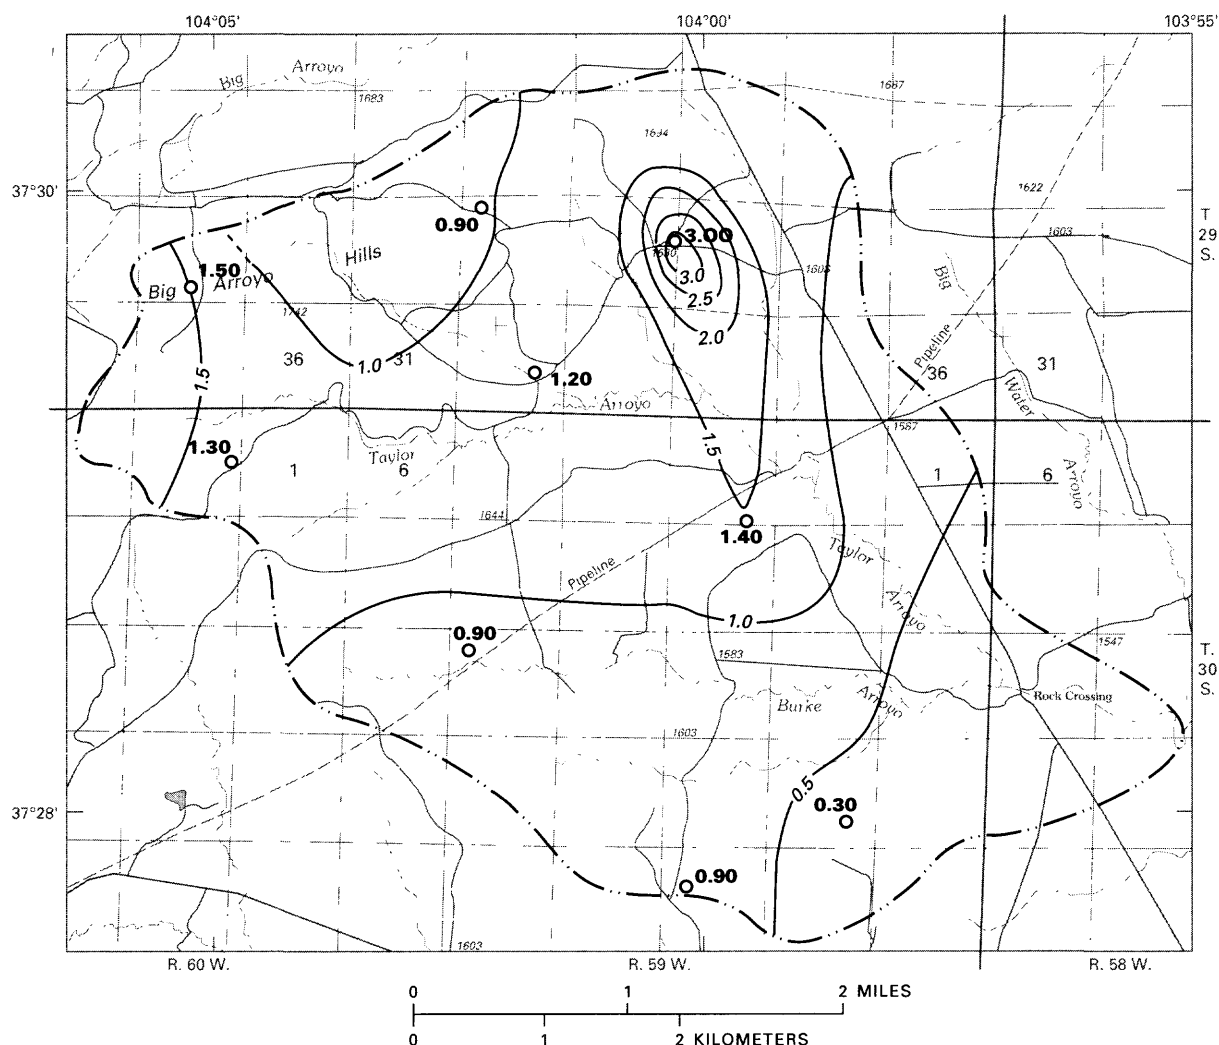 104°05' 104°00' 103°55'
Big Arroyo
1683
1687
1634
37°30'
1622
T
29
S.
0.90
3.00
1603
Hills
1.50
Big Arroyo
3.0
2.5
Big
1742
2.0
Pipeline
36 31
1.0
36
31
1.5
1.20
Arroyo
Water
1587
1.5
1.30
Taylor
1 6
1 6
Arroyo
1644
1.40
Taylor
Pipeline
Arroyo
1.0
0.90
1583
1547
T.
30
S.
Burke Arroyo
Rock Crossing
1603
0.5
0.30
37°28'
0.90
1603
R. 60 W. R. 59 W. R. 58 W.
0 1 2 MILES
0 1 2 KILOMETERS